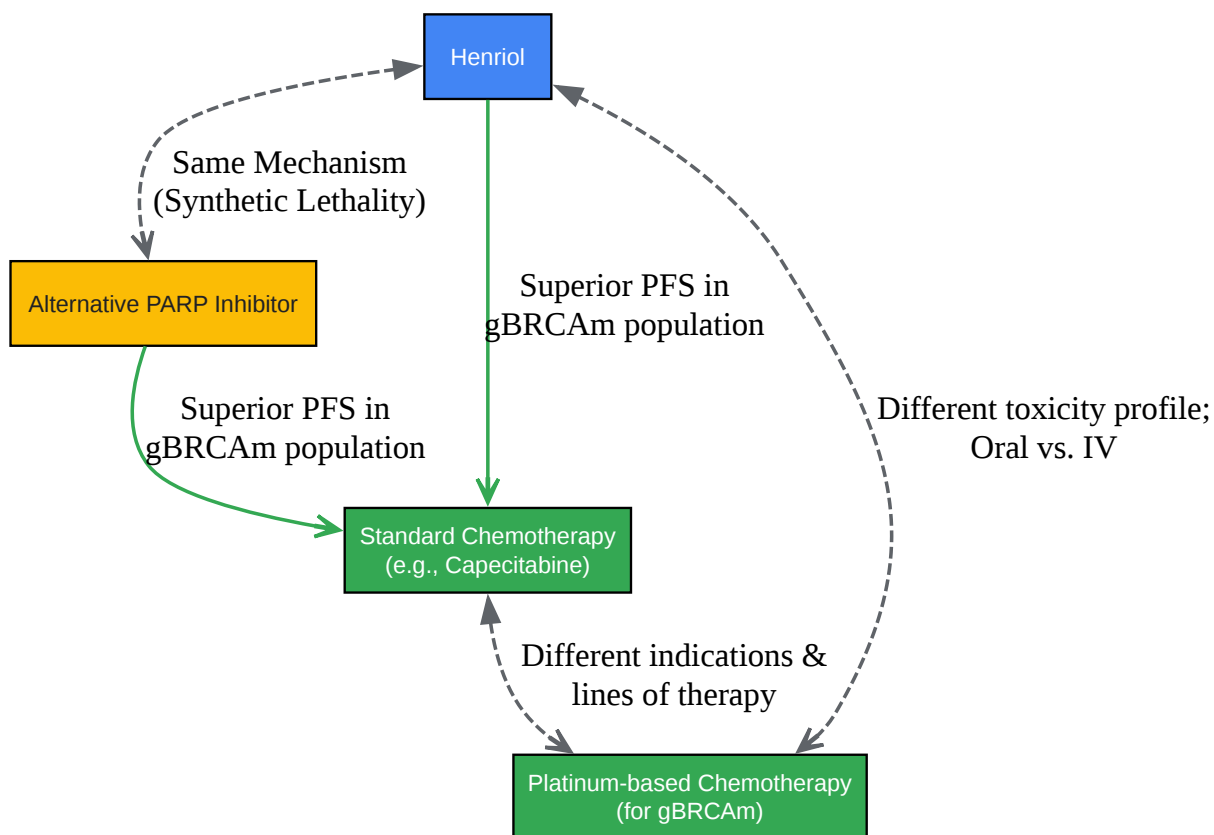 Henriol
Same Mechanism
(Synthetic Lethality)
Superior PFS in
gBRCAm population
Alternative PARP Inhibitor
Superior PFS in
gBRCAm population
Different toxicity profile;
Oral vs. IV
Standard Chemotherapy
(e.g., Capecitabine)
Different indications &
lines of therapy
Platinum-based Chemotherapy
(for gBRCAm)